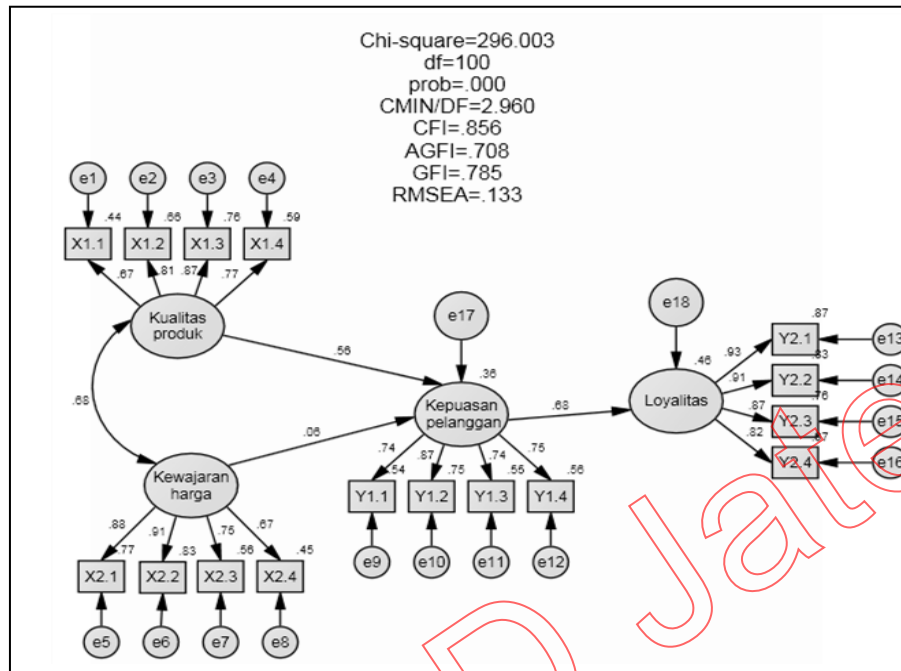 Chi-square=296.003
df=100
prob=.000
CMIN/DF=2.960
CFI=.856
AGFI=.708
GFI=.785
RMSEA=.133
e1 e2 e3 e4
.44 .66 .76 .59
X1.1 X1.2 X1.3 X1.4
.67 .81 .87 .77
Kualitas
produk
e17
e18
.56
.36
.46
.68
Kepuasan
pelanggan
.68
Loyalitas
.93 .91 .87 .82
.87
Y2.1 e13
.83
Y2.2 e14
.76
Y2.3 e15
Y2.4 e16
.06
Kewajaran
harga
.74 .87 .74 .75
.54 .75 .55 .56
Y1.1 Y1.2 Y1.3 Y1.4
e9 e10 e11 e12
.88 .91 .75 .67
.77 .83 .56 .45
X2.1 X2.2 X2.3 X2.4
e5 e6 e7 e8
D Jate